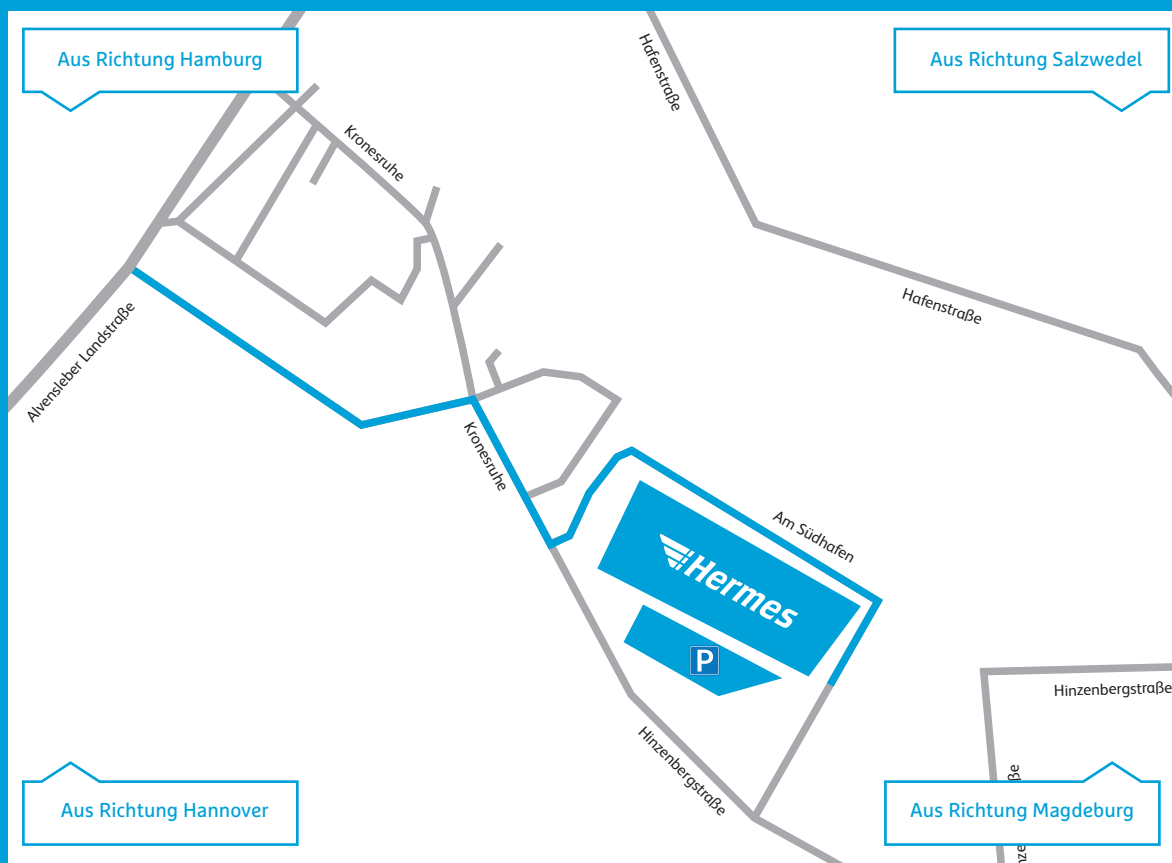 Aus Richtung Hamburg
Aus Richtung Salzwedel
Hafenstraße
Kronesruhe
Hafenstraße
Alvensleber Landstraße
Kronesruhe
Am Südhafen
Hermes
P
Hinzenbergstraße
Hinzenbergstraße
Aus Richtung Hannover
Aus Richtung Magdeburg